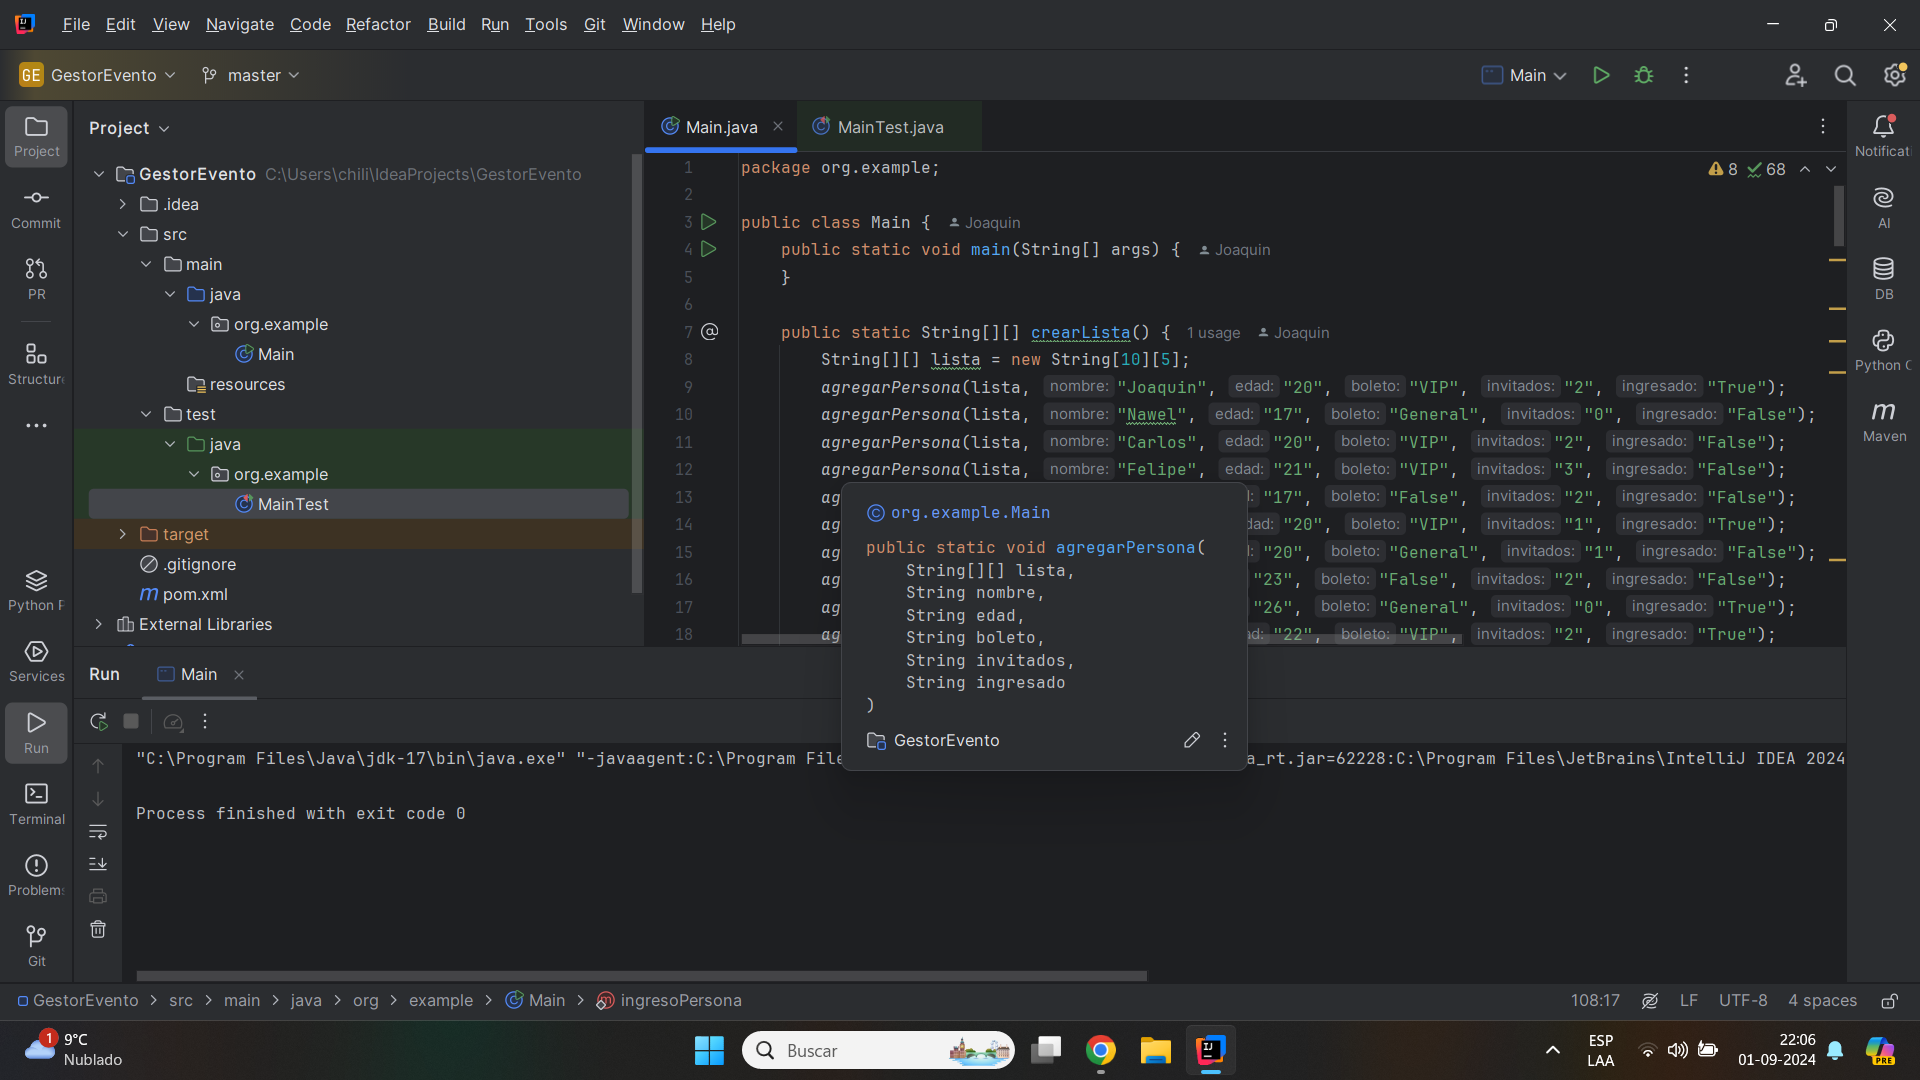 File Edit View Navigate Code Refactor Build Run Tools Git Window Help
GE GestorEvento master Main
Project
Commit
PR
Structure
Python P
Services
Run
Terminal
Problems
Git
Project
GestorEvento C:\Users\chili\IdeaProjects\GestorEvento
.idea
src
main
java
org.example
Main
resources
test
java
org.example
MainTest
target
.gitignore
pom.xml
External Libraries
Main.java MainTest.java
8 68
1 package org.example;
2
3 public class Main { Joaquin
4 public static void main(String[] args) { Joaquin
5 }
6
7 public static String[][] crearLista() { 1 usage Joaquin
8 String[][] lista = new String[10][5];
9 agregarPersona(lista, nombre: "Joaquin", edad: "20", boleto: "VIP", invitados: "2", ingresado: "True");
10 agregarPersona(lista, nombre: "Nawel", edad: "17", boleto: "General", invitados: "0", ingresado: "False");
11 agregarPersona(lista, nombre: "Carlos", edad: "20", boleto: "VIP", invitados: "2", ingresado: "False");
12 agregarPersona(lista, nombre: "Felipe", edad: "21", boleto: "VIP", invitados: "3", ingresado: "False");
13 ag l: "17", boleto: "False", invitados: "2", ingresado: "False");
14 ag dad: "20", boleto: "VIP", invitados: "1", ingresado: "True");
15 ag l: "20", boleto: "General", invitados: "1", ingresado: "False");
16 ag "23", boleto: "False", invitados: "2", ingresado: "False");
17 ag "26", boleto: "General", invitados: "0", ingresado: "True");
18 ag ad: "22", boleto: "VIP", invitados: "2", ingresado: "True");
org.example.Main
public static void agregarPersona(
String[][] lista,
String nombre,
String edad,
String boleto,
String invitados,
String ingresado
)
GestorEvento
Notificati
AI
DB
Python C
m
Maven
Run Main
"C:\Program Files\Java\jdk-17\bin\java.exe" "-javaagent:C:\Program File a_rt.jar=62228:C:\Program Files\JetBrains\IntelliJ IDEA 2024
Process finished with exit code 0
GestorEvento > src > main > java > org > example > Main > ingresoPersona
108:17 LF UTF-8 4 spaces
1 9°C
Nublado
Buscar
ESP
LAA
22:06
01-09-2024
PRE